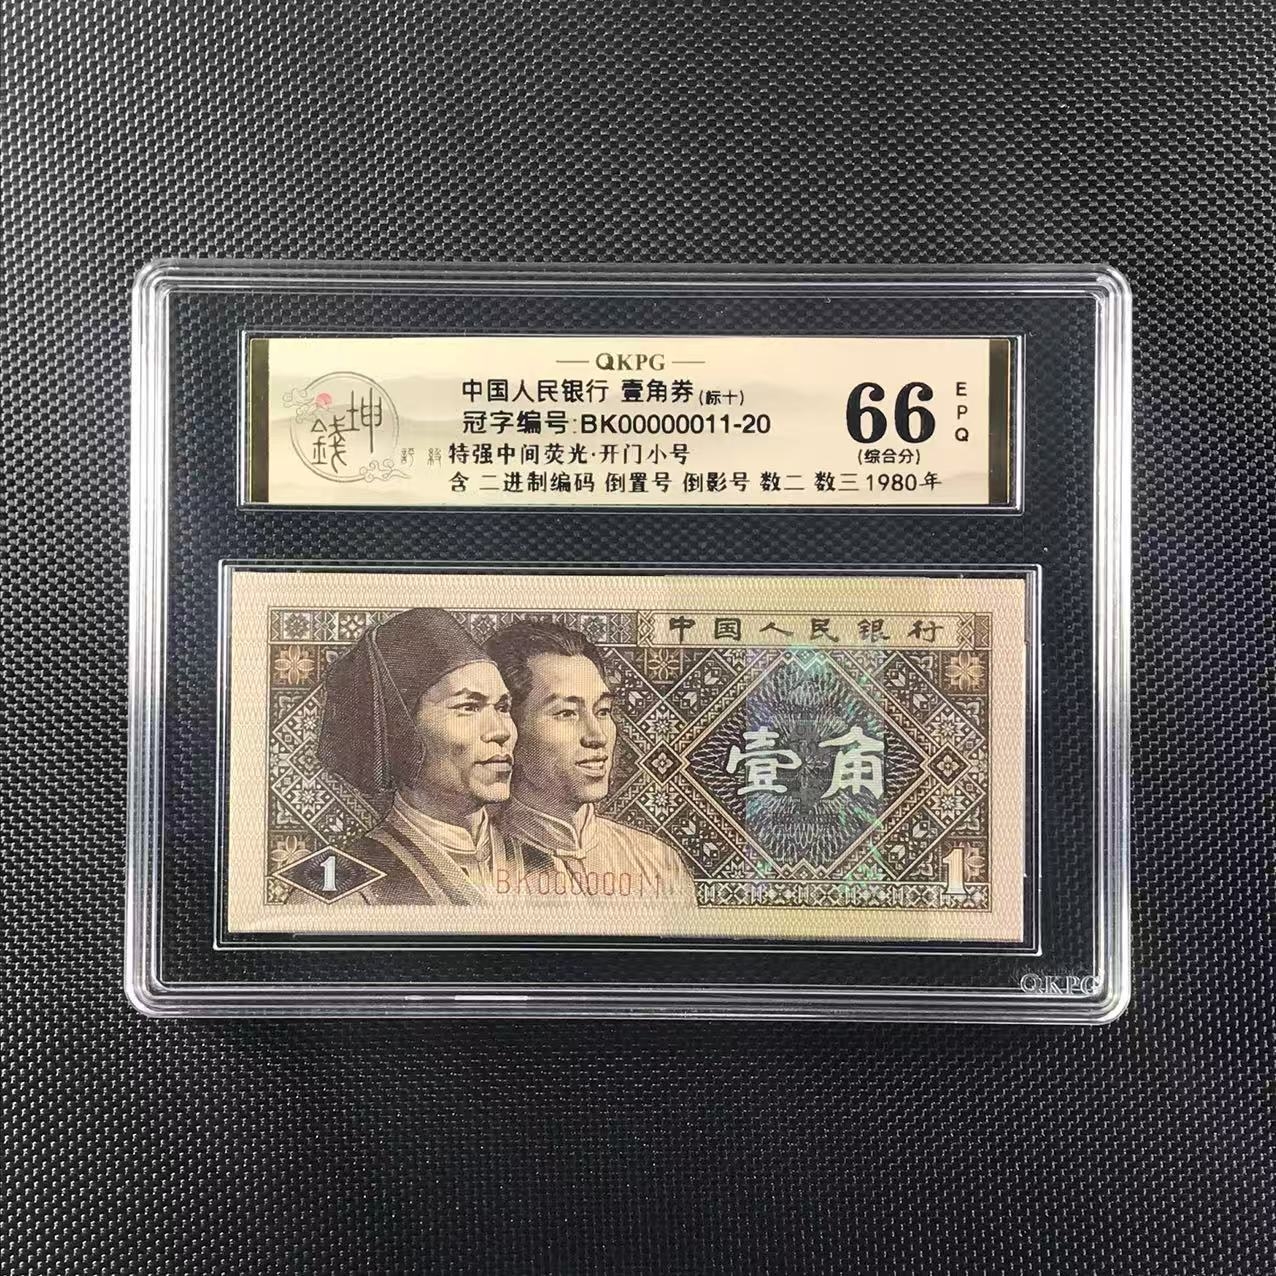 QKPG
中国人民银行 壹角券(标十)
冠字编号:BK00000011-20
特强中间荧光·开门小号
含 二进制编码 倒置号 倒影号 数二 数三 1980年
66
(综合分)
EPQ
坤
錢
中国人民银行
壹角
1
BK00000011
1
QKPG